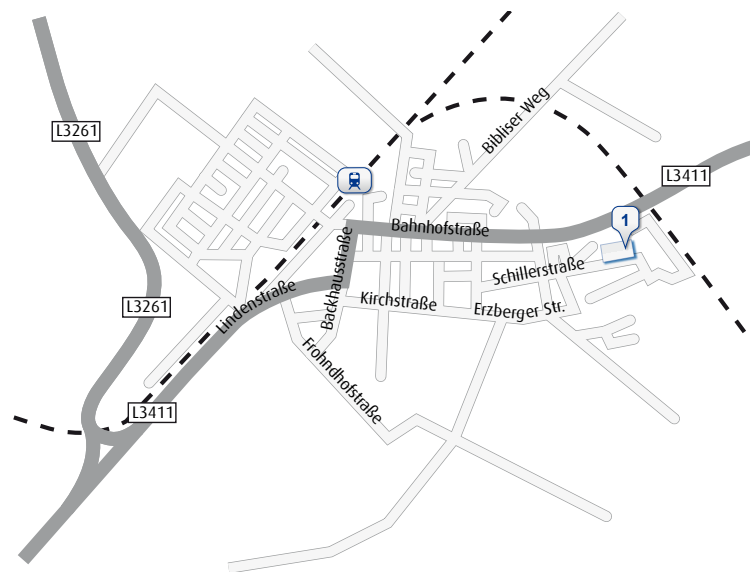 Bibliser Weg
L3261
L3411
1
Bahnhofstraße
Schillerstraße
Backhausstraße
Lindenstraße
L3261
Kirchstraße
Erzberger Str.
Frohndhofstraße
L3411